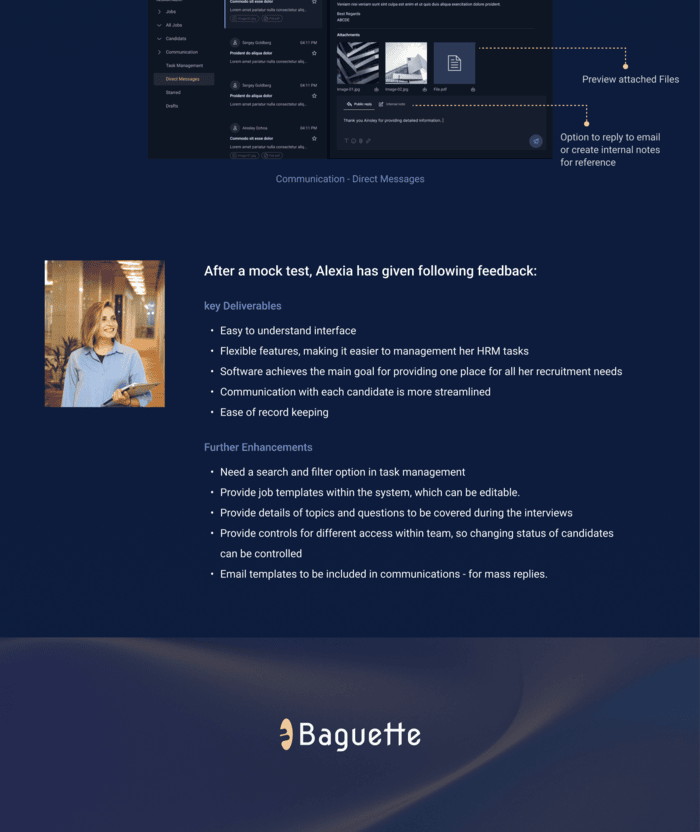 Jobs
All Jobs
Candidate
Communication
Task Management
Direct Messages
Starred
Drafts
Commodo sit esse dolor
Lorem amet pariatur nulla consectetur aliq..
Sergey Goldberg
04:11 PM
Proident do aliqua dolor
Lorem amet pariatur nulla consectetur aliq..
Sergey Goldberg
04:11 PM
Proident do aliqua dolor
Lorem amet pariatur nulla consectetur aliq..
Ainsley Ochoa
04:11 PM
Commodo sit esse dolor
Lorem amet pariatur nulla consectetur aliq..
Veniam nisi veniam sunt sint culpa est enim et ut quis duis aliqua exercitation dolore proident.
Best Regards
ABCDE
Attachments
Image-01.jpg
Image-02.jpg
File.pdf
Public reply
Internal note
Thank you Ainsley for providing detailed information. |
Preview attached Files
Option to reply to email
or create internal notes
for reference
Communication - Direct Messages
After a mock test, Alexia has given following feedback:
key Deliverables
• Easy to understand interface
• Flexible features, making it easier to management her HRM tasks
• Software achieves the main goal for providing one place for all her recruitment needs
• Communication with each candidate is more streamlined
• Ease of record keeping
Further Enhancements
• Need a search and filter option in task management
• Provide job templates within the system, which can be editable.
• Provide details of topics and questions to be covered during the interviews
• Provide controls for different access within team, so changing status of candidates
can be controlled
• Email templates to be included in communications - for mass replies.
Baguette